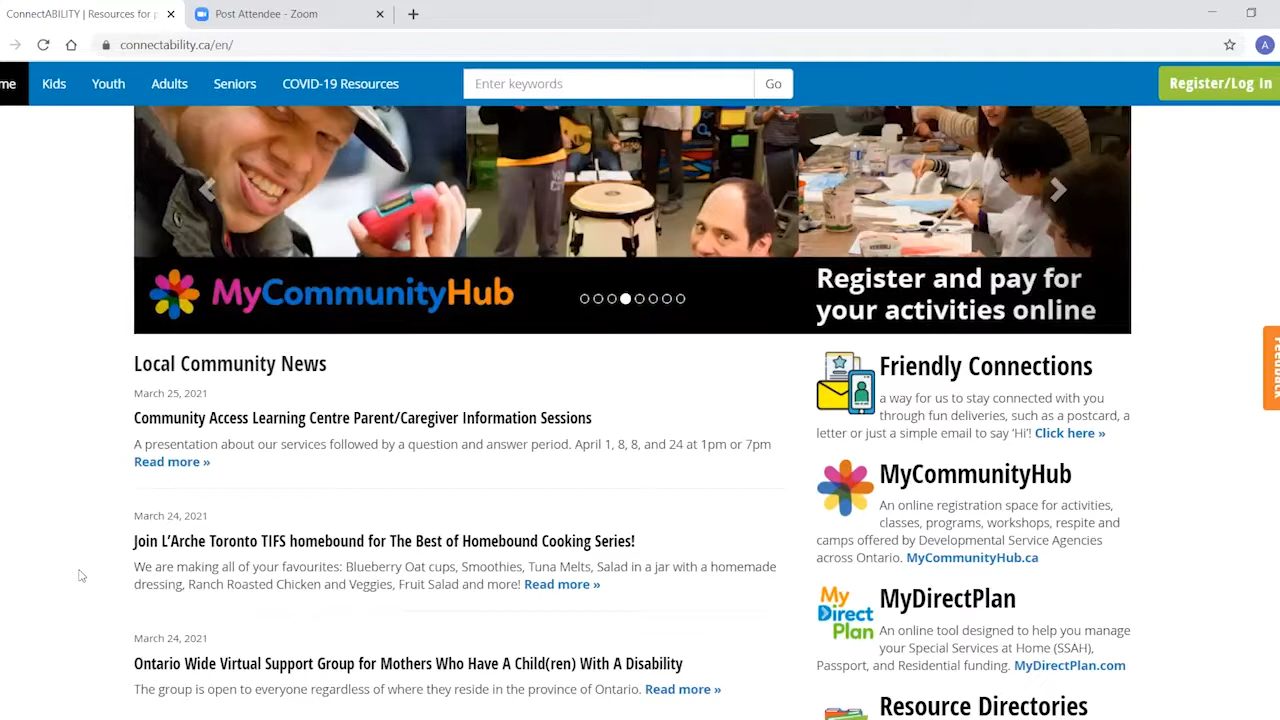 ConnectABILITY | Resources for p
Post Attendee - Zoom
connectability.ca/en/
A
me
Kids
Youth
Adults
Seniors
COVID-19 Resources
Enter keywords
Go
Register/Log In
MyCommunityHub
Register and pay for
your activities online
Local Community News
March 25, 2021
Community Access Learning Centre Parent/Caregiver Information Sessions
A presentation about our services followed by a question and answer period. April 1, 8, 8, and 24 at 1pm or 7pm
Read more »
March 24, 2021
Join L'Arche Toronto TIFS homebound for The Best of Homebound Cooking Series!
We are making all of your favourites: Blueberry Oat cups, Smoothies, Tuna Melts, Salad in a jar with a homemade
dressing, Ranch Roasted Chicken and Veggies, Fruit Salad and more! Read more »
March 24, 2021
Ontario Wide Virtual Support Group for Mothers Who Have A Child(ren) With A Disability
The group is open to everyone regardless of where they reside in the province of Ontario. Read more »
Friendly Connections
a way for us to stay connected with you
through fun deliveries, such as a postcard, a
letter or just a simple email to say 'Hi'! Click here »
MyCommunityHub
An online registration space for activities,
classes, programs, workshops, respite and
camps offered by Developmental Service Agencies
across Ontario. MyCommunityHub.ca
My
Direct
Plan
MyDirectPlan
An online tool designed to help you manage
your Special Services at Home (SSAH),
Passport, and Residential funding. MyDirectPlan.com
Resource Directories
Feedback